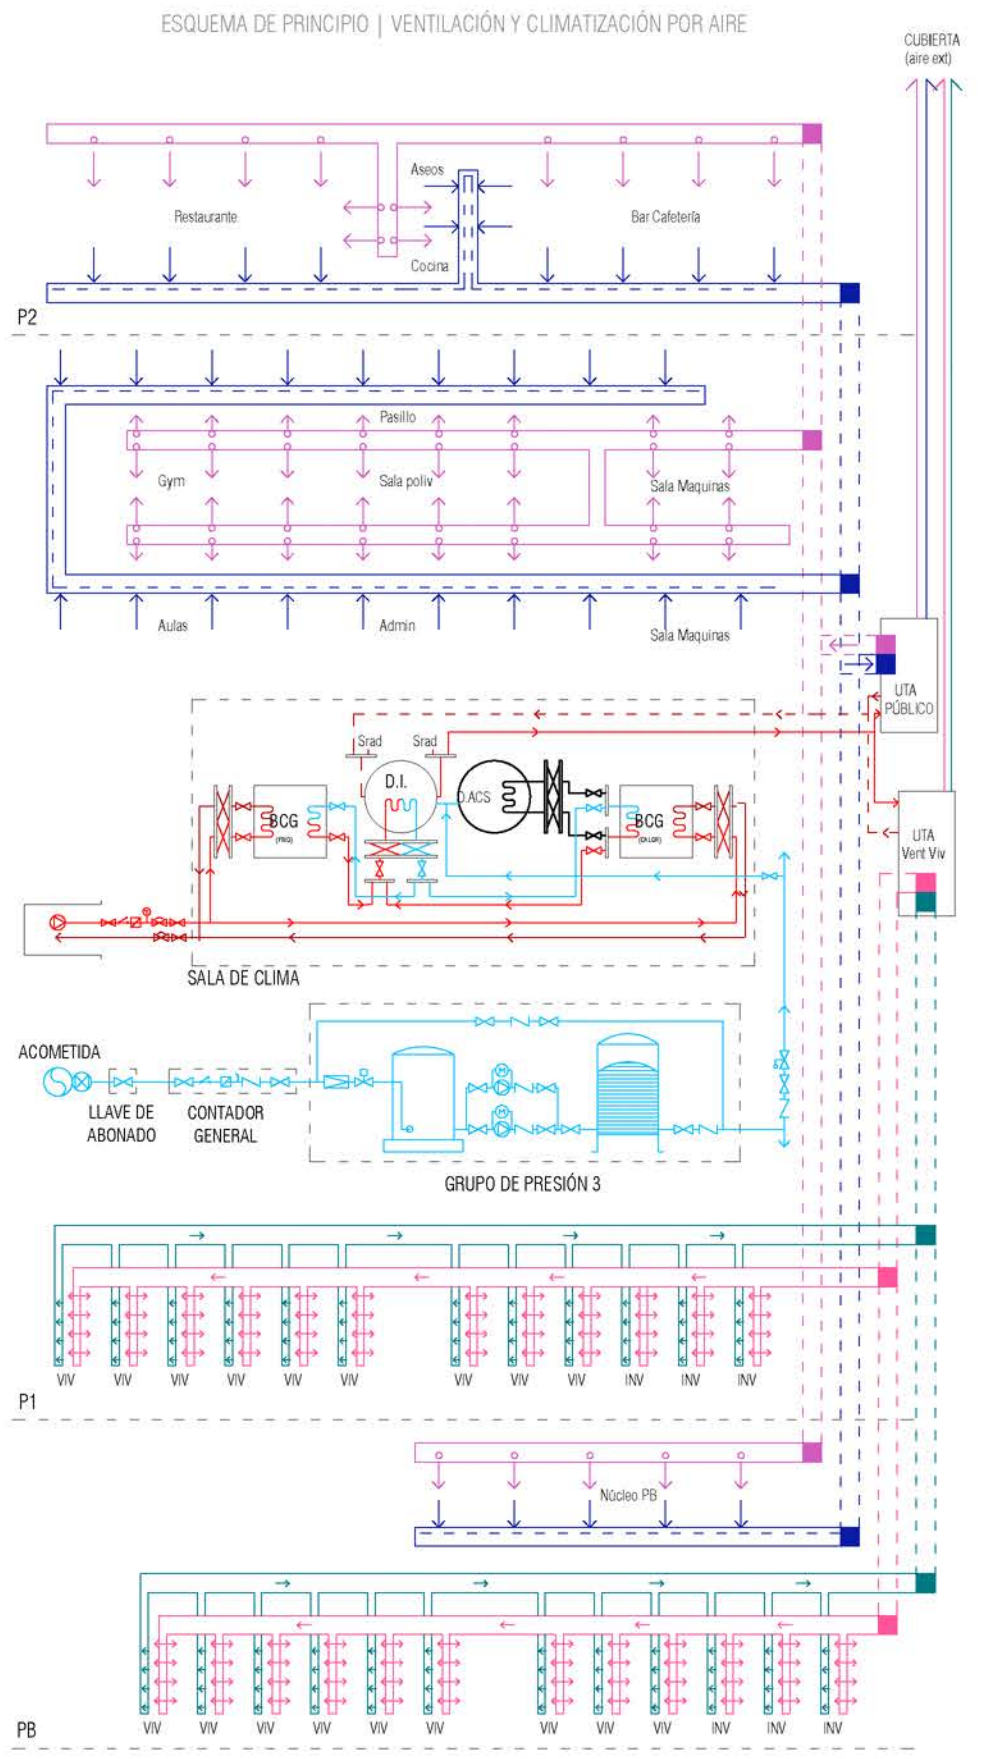 ESQUEMA DE PRINCIPIO | VENTILACIÓN Y CLIMATIZACIÓN POR AIRE
CUBIERTA
(aire ext)
Aseos
Restaurante
Bar Cafetería
Cocina
P2
Pasillo
Gym
Sala poliv
Sala Maquinas
Aulas
Admin
Sala Maquinas
UTA
PÚBLICO
Srad
Srad
D.I.
D.ACS
BCG
(FRIO)
BCG
(CALOR)
UTA
Vent Viv
SALA DE CLIMA
ACOMETIDA
LLAVE DE
ABONADO
CONTADOR
GENERAL
M
M
GRUPO DE PRESIÓN 3
VIV VIV VIV VIV VIV VIV VIV VIV VIV INV INV INV
P1
Núcleo PB
VIV VIV VIV VIV VIV VIV VIV VIV VIV INV INV INV
PB